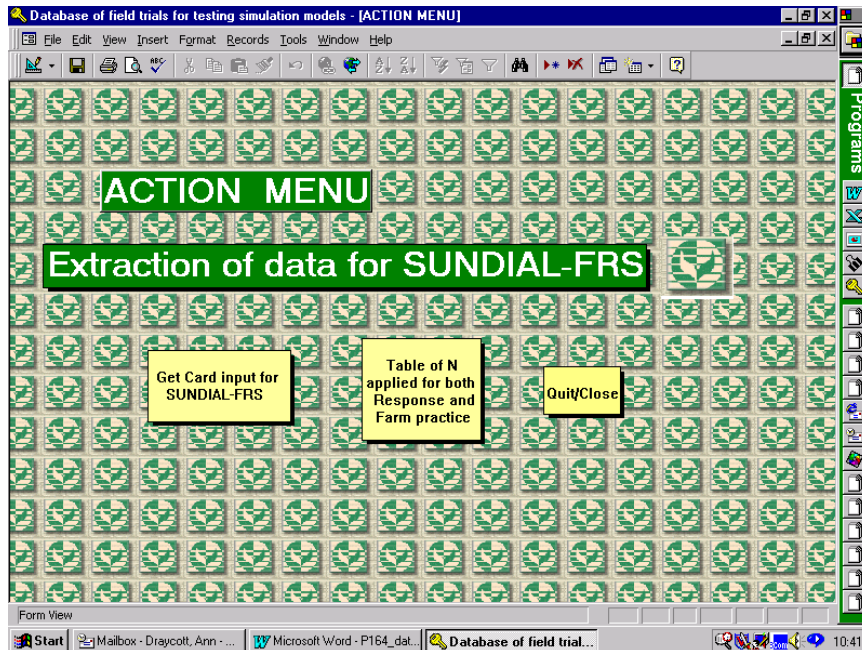 Database of field trials for testing simulation models - [ACTION MENU]
File Edit View Insert Format Records Tools Window Help
ACTION MENU
Extraction of data for SUNDIAL-FRS
Get Card input for
SUNDIAL-FRS
Table of N
applied for both
Response and
Farm practice
Quit/Close
Programs
Form View
Start
Mailbox - Draycott, Ann - ...
Microsoft Word - P164_dat...
Database of field trial...
10:41